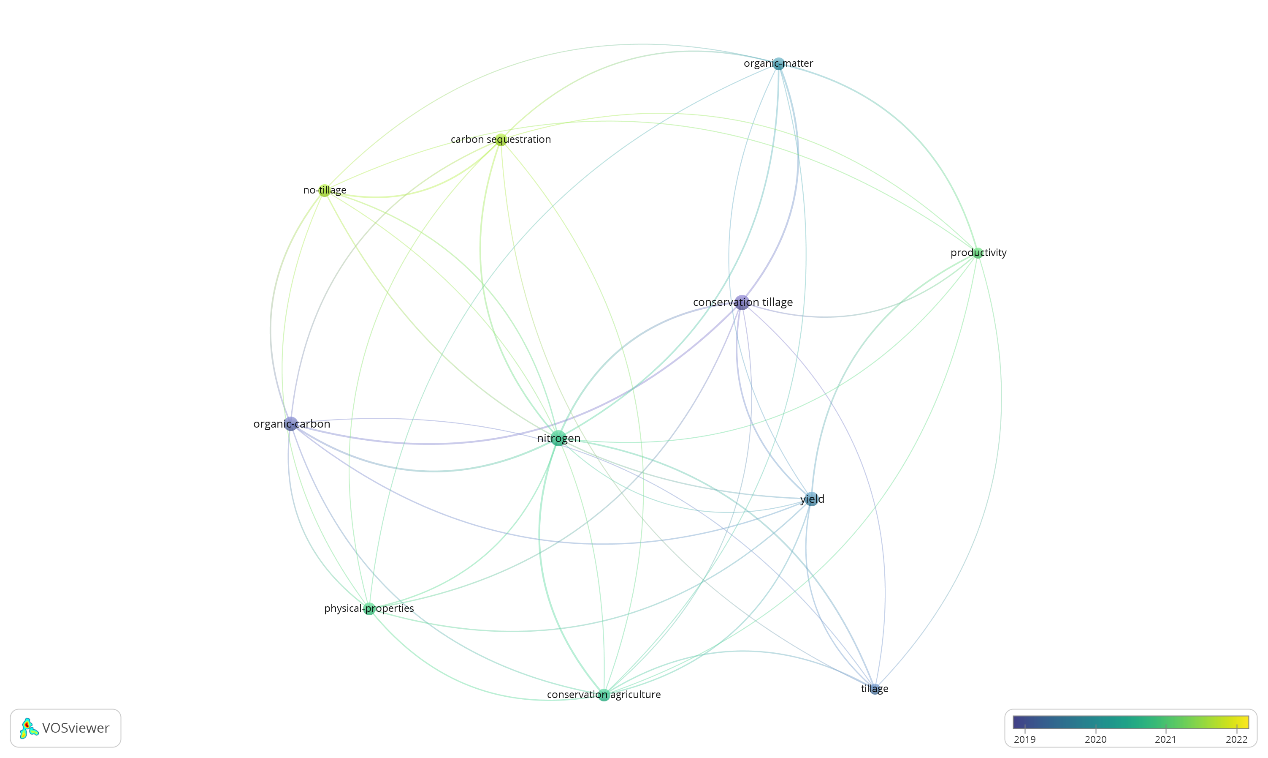 organic-matter
carbon sequestration
no-tillage
productivity
conservation tillage
organic-carbon
nitrogen
yield
physical-properties
conservation agriculture
tillage
VOSviewer
2019 2020 2021 2022